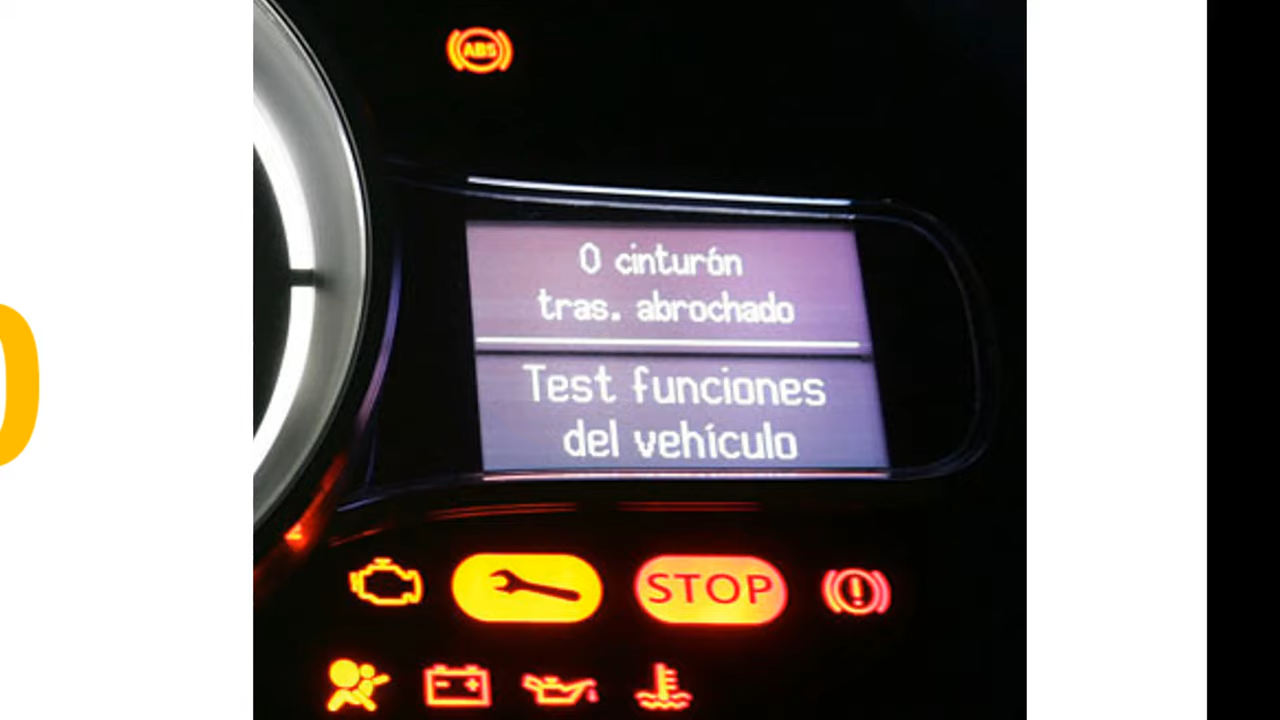 ABS
0 cinturón
tras. abrochado
Test funciones
del vehículo
STOP